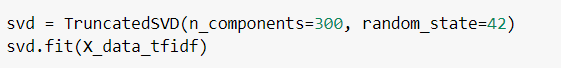 svd = TruncatedSVD(n_components=300, random_state=42)
svd.fit(X_data_tfidf)